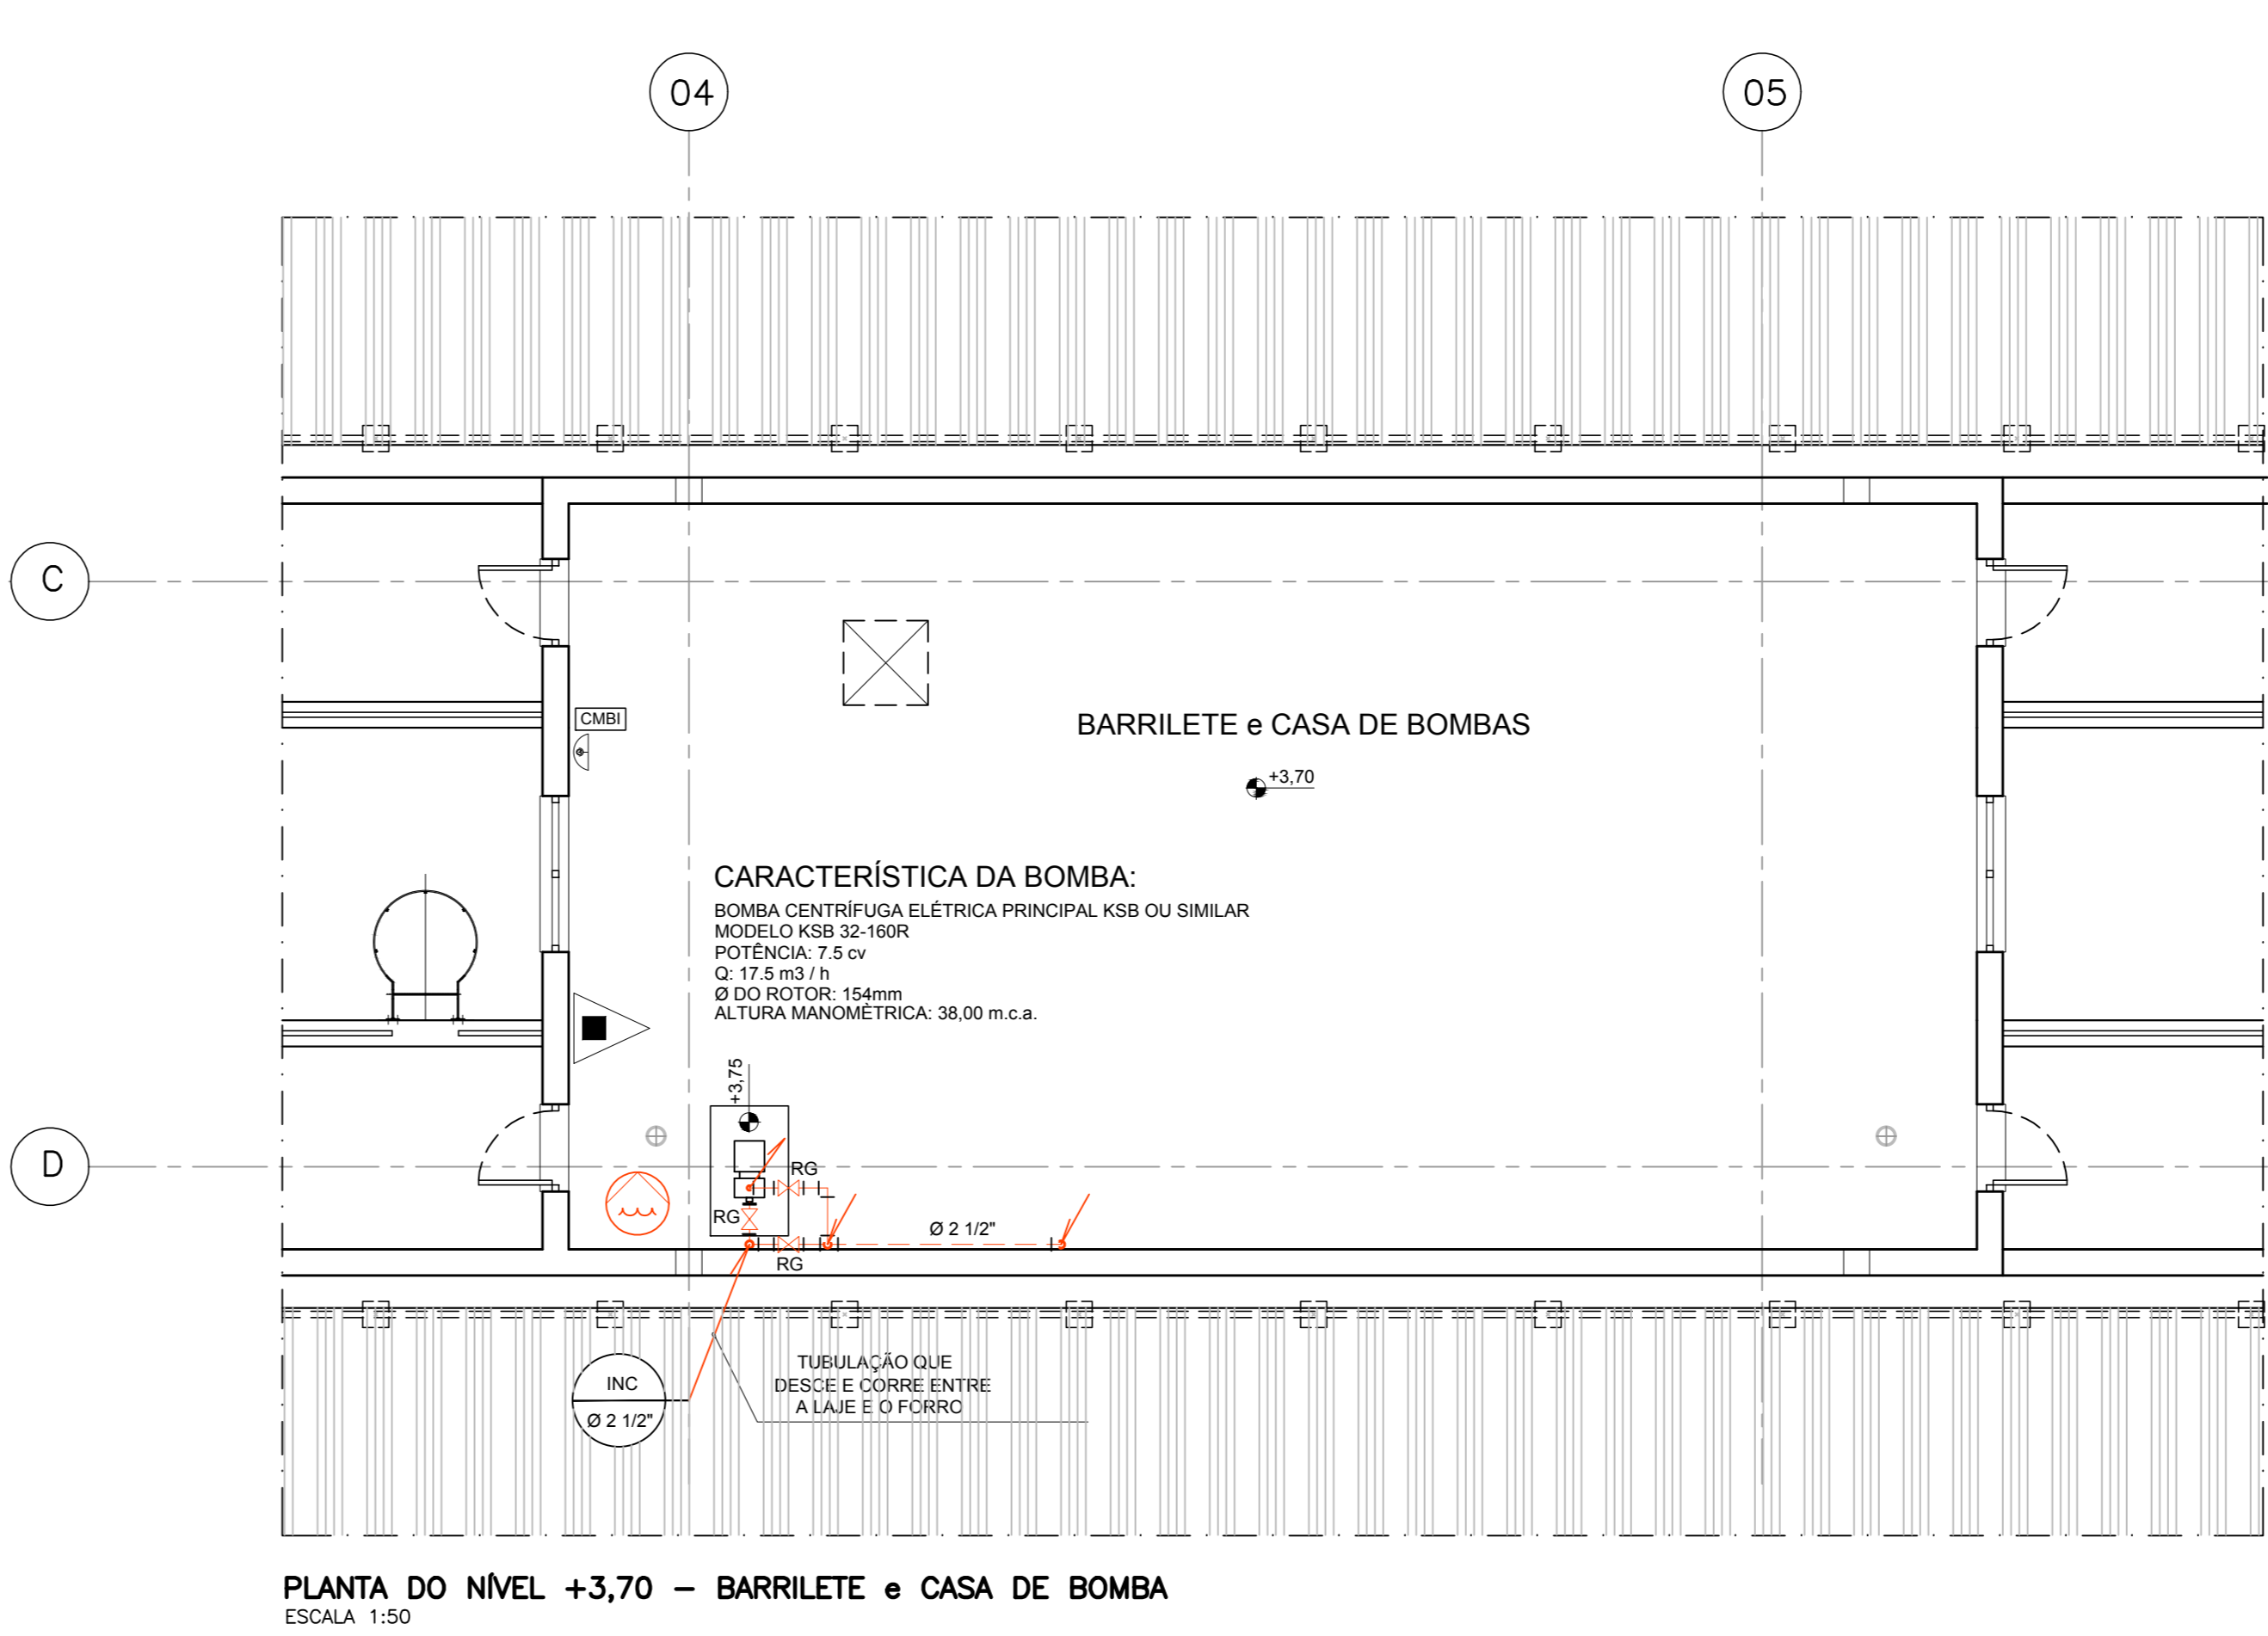 04
05
C
CMBI
BARRILETE e CASA DE BOMBAS
+3,70
CARACTERÍSTICA DA BOMBA:
BOMBA CENTRÍFUGA ELÉTRICA PRINCIPAL KSB OU SIMILAR
MODELO KSB 32-160R
POTÊNCIA: 7.5 cv
Q: 17.5 m3 / h
Ø DO ROTOR: 154mm
ALTURA MANOMÈTRICA: 38,00 m.c.a.
+3,75
D
RG
RG
Ø 2 1/2"
RG
TUBULAÇÃO QUE
DESCE E CORRE ENTRE
A LAJE E O FORRO
INC
Ø 2 1/2"
PLANTA DO NÍVEL +3,70 – BARRILETE e CASA DE BOMBA
ESCALA 1:50